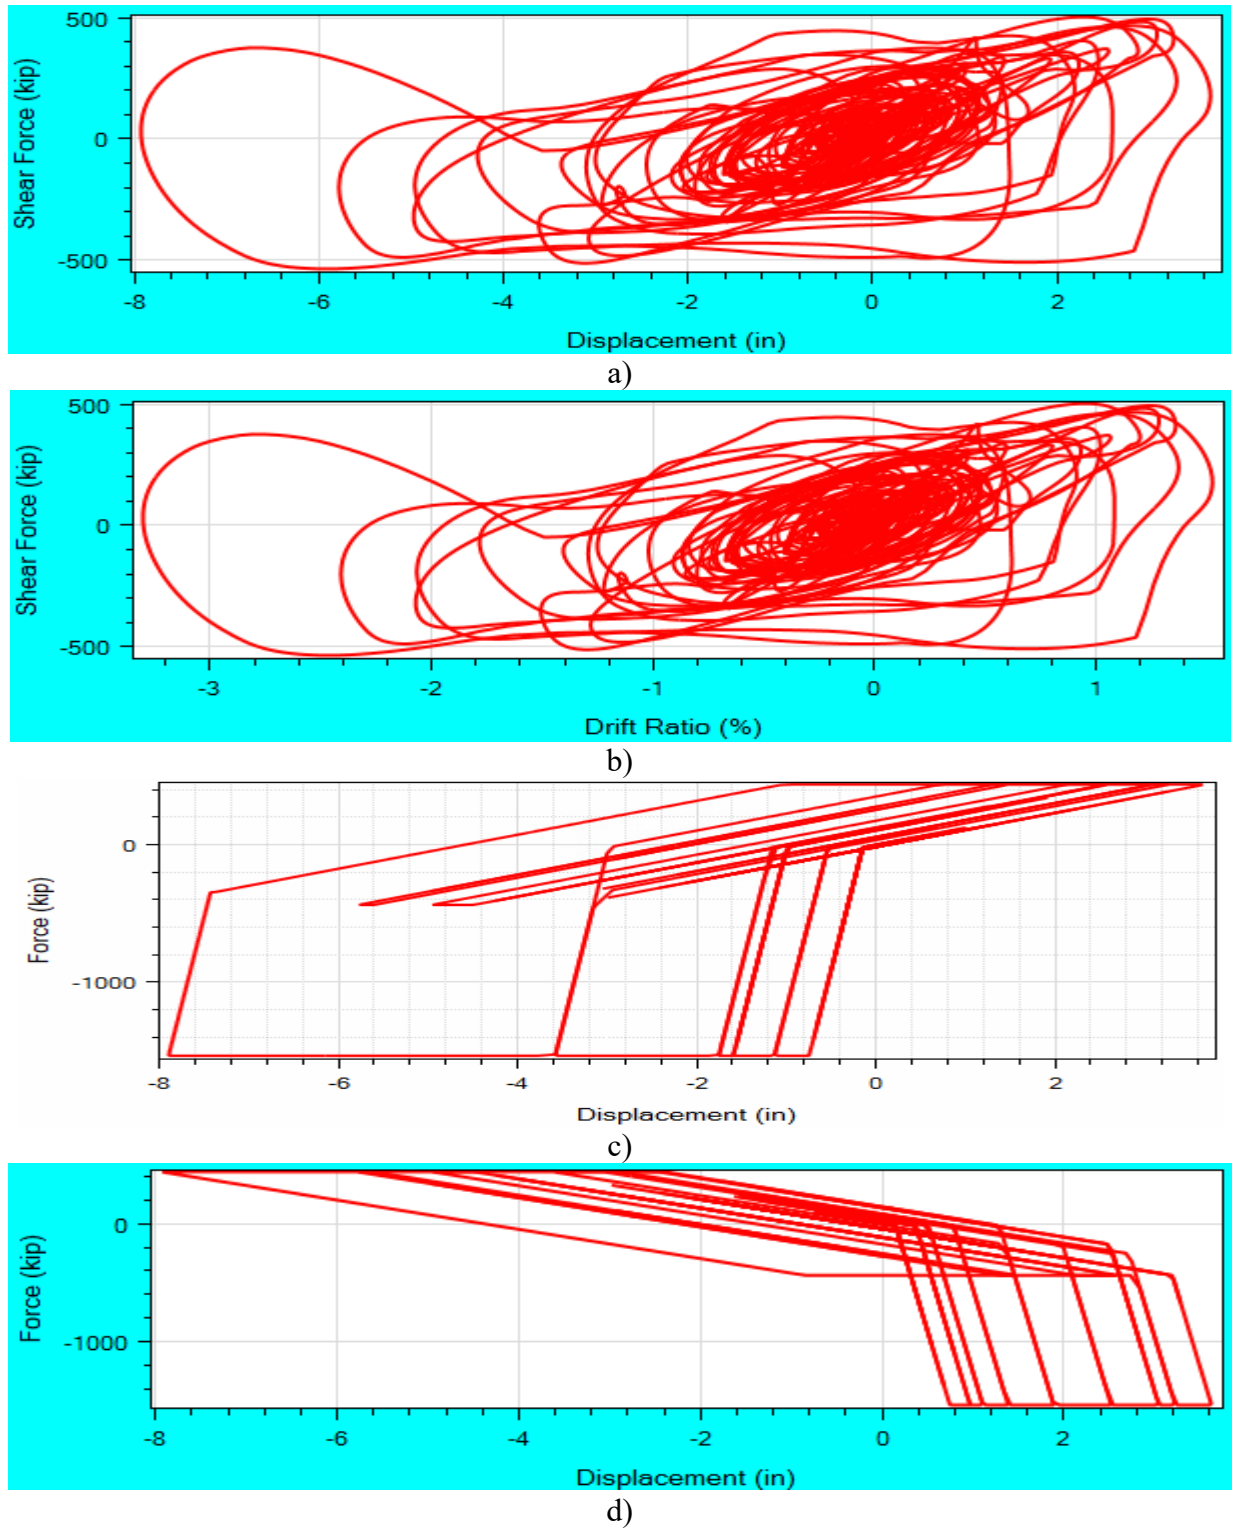 500
0
-500
Shear Force (kip)
-8 -6 -4 -2 0 2
Displacement (in)
a)
500
0
-500
Shear Force (kip)
-3 -2 -1 0 1
Drift Ratio (%)
b)
0
-1000
Force (kip)
-8 -6 -4 -2 0 2
Displacement (in)
c)
0
-1000
Force (kip)
-8 -6 -4 -2 0 2
Displacement (in)
d)